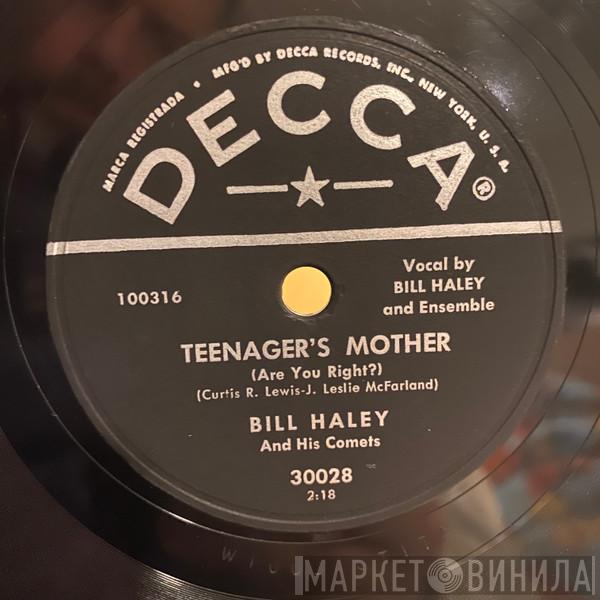 MARCA REGISTRADA • MFG'D BY DECCA RECORDS, INC., NEW YORK, U. S. A.
DECCA®
100316
Vocal by
BILL HALEY
and Ensemble
TEENAGER'S MOTHER
(Are You Right?)
(Curtis R. Lewis-J. Leslie McFarland)
BILL HALEY
And His Comets
30028
2:18
МАРКЕТ ВИНИЛА